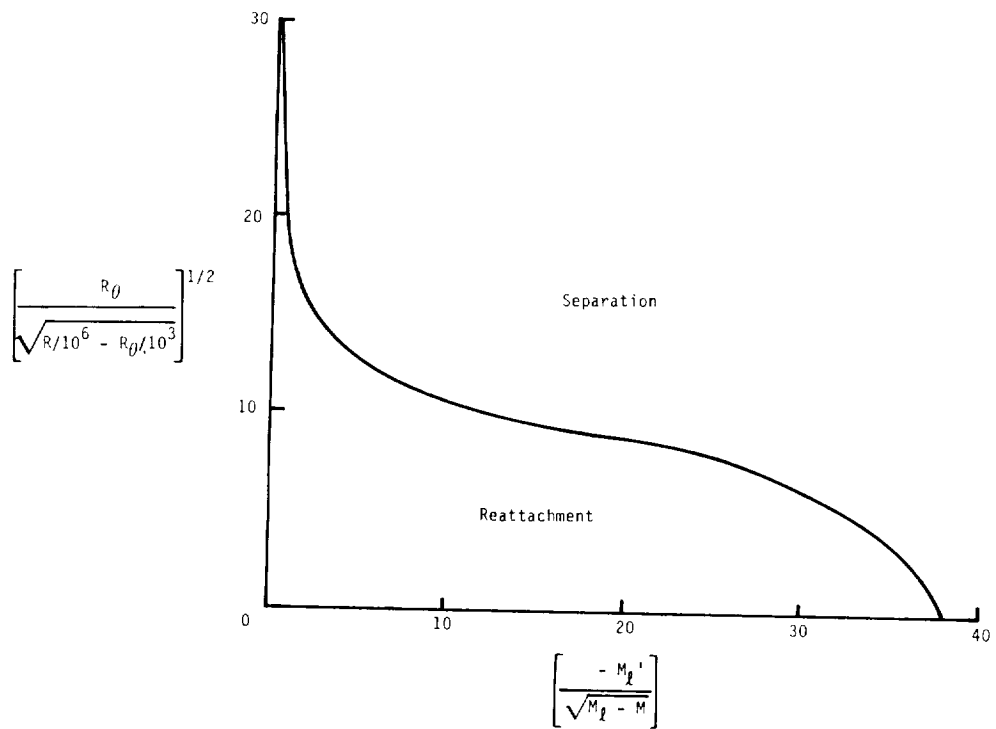 30
20
10
0
10
20
30
40
[R_θ / √(R/10^6 - R_θ/10^3)]^1/2
Separation
Reattachment
[- M_ℓ' / √(M_ℓ - M)]